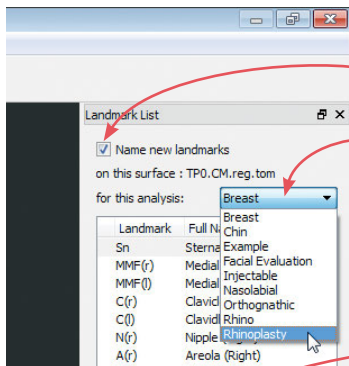 Landmark List
Name new landmarks
on this surface : TP0.CM.reg.tom
for this analysis: Breast
Breast
Chin
Example
Facial Evaluation
Injectable
Nasolabial
Orthognathic
Rhino
Rhinoplasty
Landmark Full
Sn Sterna
MMF(r) Medial
MMF(l) Medial
C(r) Clavicl
C(l) Clavid
N(r) Nipple
A(r) Areola (Right)